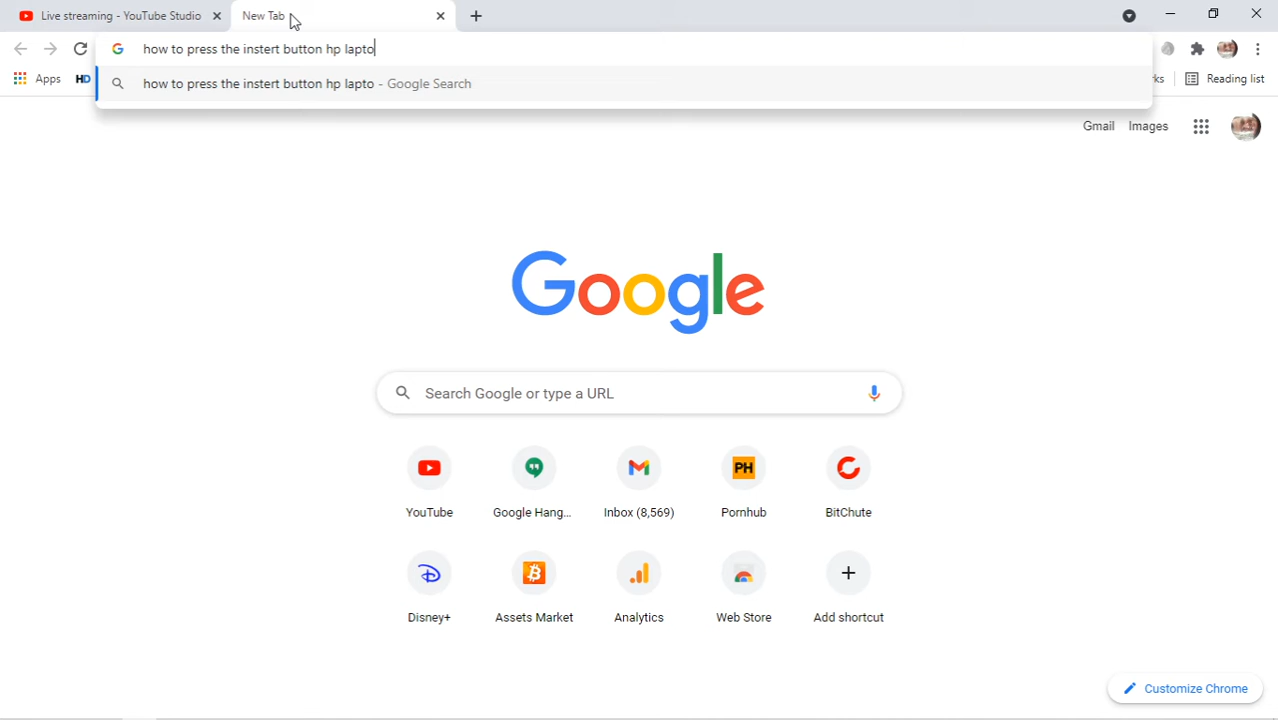 Live streaming - YouTube Studio
New Tab
how to press the instert button hp lapto
Apps
HD
how to press the instert button hp lapto - Google Search
rks
Reading list
Gmail
Images
Google
Search Google or type a URL
YouTube
Google Hang...
Inbox (8,569)
PH
Pornhub
BitChute
Disney+
Assets Market
Analytics
Web Store
Add shortcut
Customize Chrome